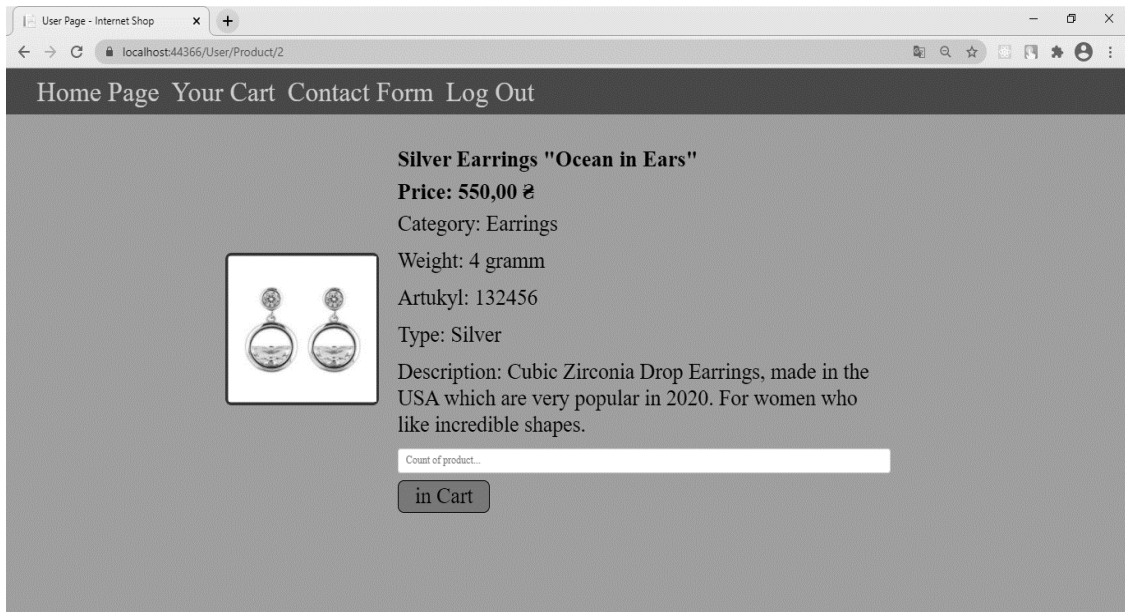 User Page - Internet Shop
localhost:44366/User/Product/2
Home Page Your Cart Contact Form Log Out
Silver Earrings "Ocean in Ears"
Price: 550,00 ₴
Category: Earrings
Weight: 4 gramm
Artukyl: 132456
Type: Silver
Description: Cubic Zirconia Drop Earrings, made in the
USA which are very popular in 2020. For women who
like incredible shapes.
Count of product...
in Cart